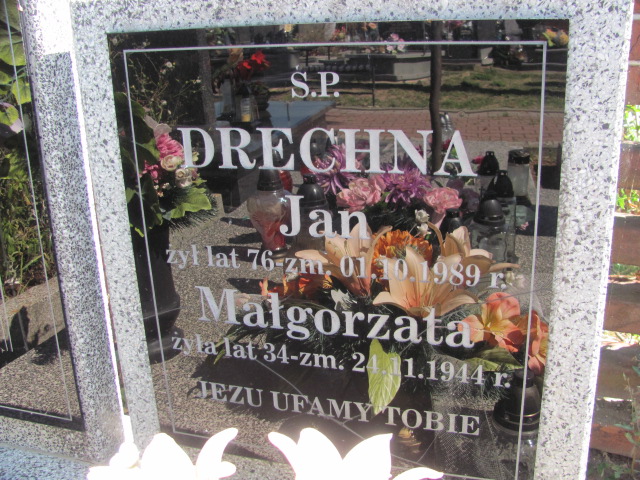 S.P.
DRECHNA
Jan
żył lat 76-zm. 01.10.1989 r.
Małgorzata
żyła lat 34-zm. 24.11.1944 r.
JEZU UFAMY TOBIE